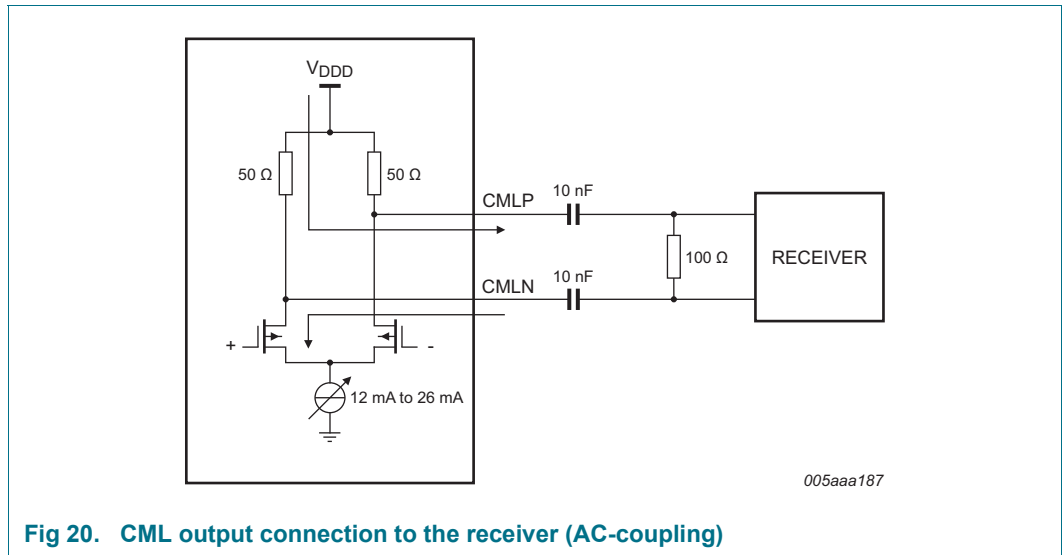 VDDD
50 Ω
50 Ω
CMLP
10 nF
100 Ω
RECEIVER
CMLN
10 nF
+
-
12 mA to 26 mA
005aaa187
Fig 20. CML output connection to the receiver (AC-coupling)